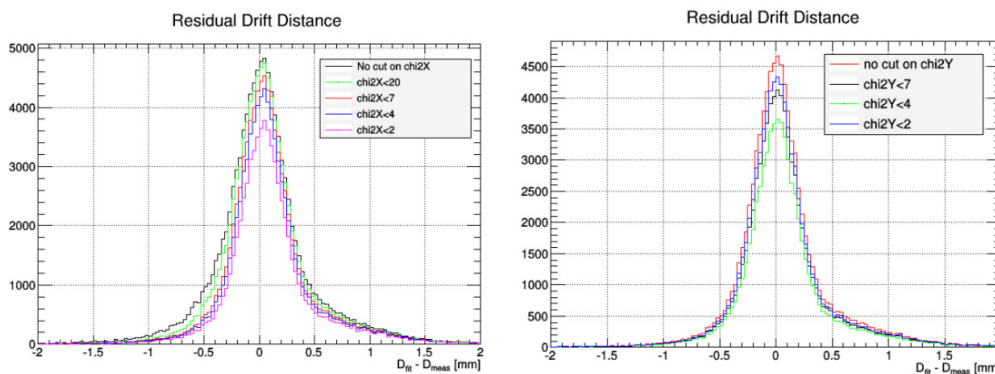 Residual Drift Distance
5000
4000
3000
2000
1000
0
No cut on chi2X
chi2X<20
chi2X<7
chi2X<4
chi2X<2
-2 -1.5 -1 -0.5 0 0.5 1 1.5 2
D_fit - D_meas [mm]
Residual Drift Distance
4500
4000
3500
3000
2500
2000
1500
1000
500
0
no cut on chi2Y
chi2Y<7
chi2Y<4
chi2Y<2
-2 -1.5 -1 -0.5 0 0.5 1 1.5
D_fit - D_meas [mm